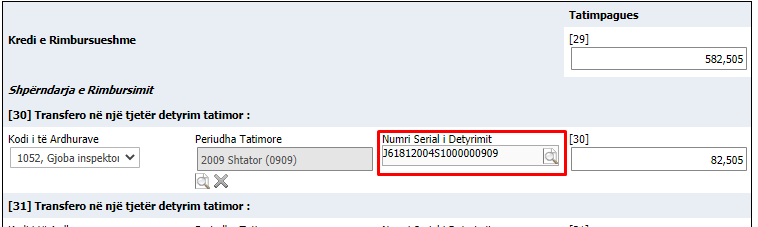 Tatimpagues
Kredi e Rimbursueshme
[29]
582,505
Shpërndarja e Rimbursimit
[30] Transfero në një tjetër detyrim tatimor :
Kodi i të Ardhurave Periudha Tatimore Numri Serial i Detyrimit [30]
1052, Gjoba inspektor 2009 Shtator (0909) J61812004S1000000909 82,505
[31] Transfero në një tjetër detyrim tatimor :